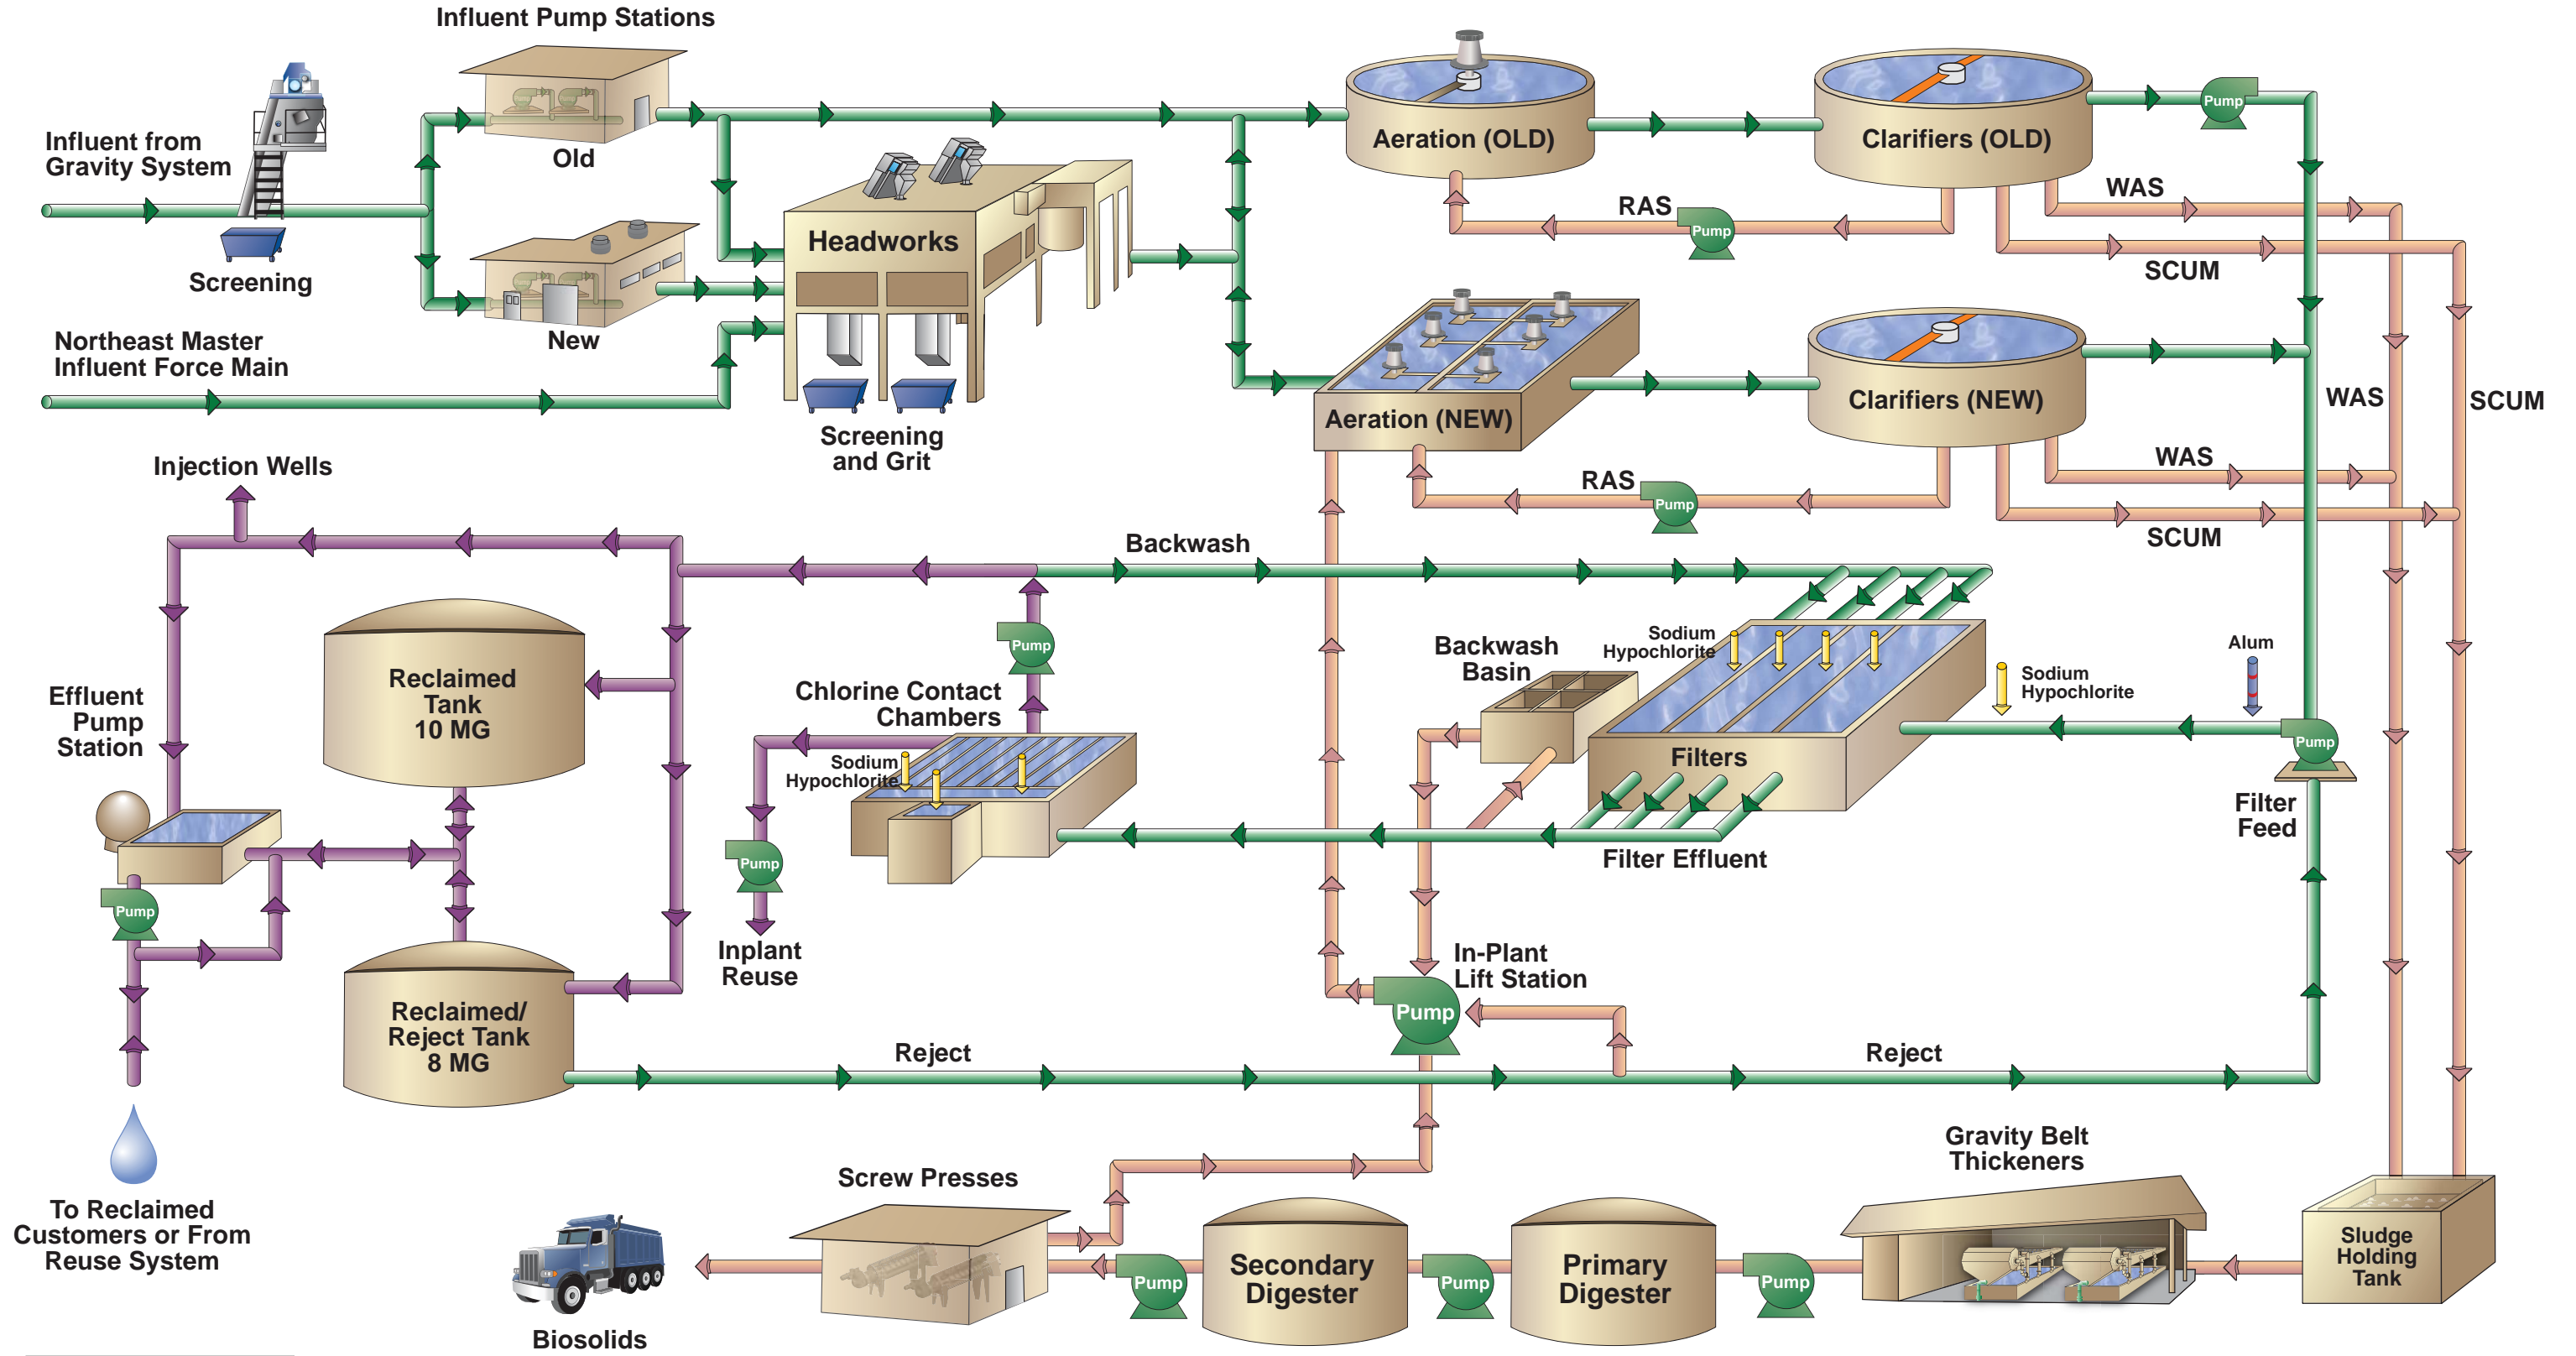 Influent Pump Stations
Influent from
Gravity System
Screening
Old
New
Northeast Master
Influent Force Main
Headworks
Screening
and Grit
Aeration (OLD)
Clarifiers (OLD)
Pump
RAS
Pump
WAS
SCUM
Aeration (NEW)
Clarifiers (NEW)
WAS
SCUM
RAS
Pump
WAS
SCUM
Injection Wells
Backwash
Reclaimed
Tank
10 MG
Effluent
Pump
Station
Pump
Chlorine Contact
Chambers
Sodium
Hypochlorite
Pump
Pump
Inplant
Reuse
Backwash
Basin
Sodium
Hypochlorite
Filters
Sodium
Hypochlorite
Alum
Pump
Filter
Feed
Filter Effluent
In-Plant
Lift Station
Pump
Reclaimed/
Reject Tank
8 MG
Reject
Reject
To Reclaimed
Customers or From
Reuse System
Biosolids
Screw Presses
Pump
Secondary
Digester
Pump
Primary
Digester
Pump
Gravity Belt
Thickeners
Sludge
Holding
Tank